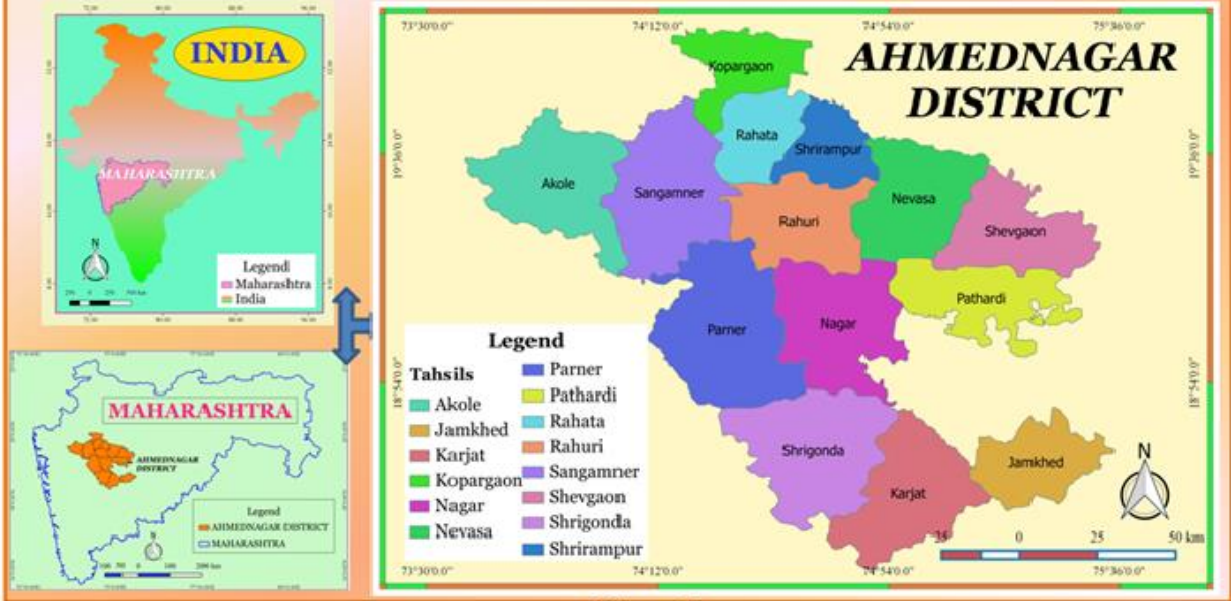 INDIA
MAHARASHTRA
N
Legend
Maharashtra
India
MAHARASHTRA
AHMEDNAGAR
DISTRICT
Legend
AHMEDNAGAR DISTRICT
MAHARASHTRA
N
73°30'0.0"
74°12'0.0"
74°54'0.0"
75°36'0.0"
AHMEDNAGAR
DISTRICT
19°36'0.0"
19°36'0.0"
18°54'0.0"
18°54'0.0"
Kopargaon
Rahata
Shrirampur
Akole
Sangamner
Nevasa
Rahuri
Shevgaon
Pathardi
Parner
Nagar
Shrigonda
Karjat
Jamkhed
Legend
Tahsils
Akole
Jamkhed
Karjat
Kopargaon
Nagar
Nevasa
Parner
Pathardi
Rahata
Rahuri
Sangamner
Shevgaon
Shrigonda
Shrirampur
N
0 25 50 km
73°30'0.0"
74°12'0.0"
74°54'0.0"
75°36'0.0"